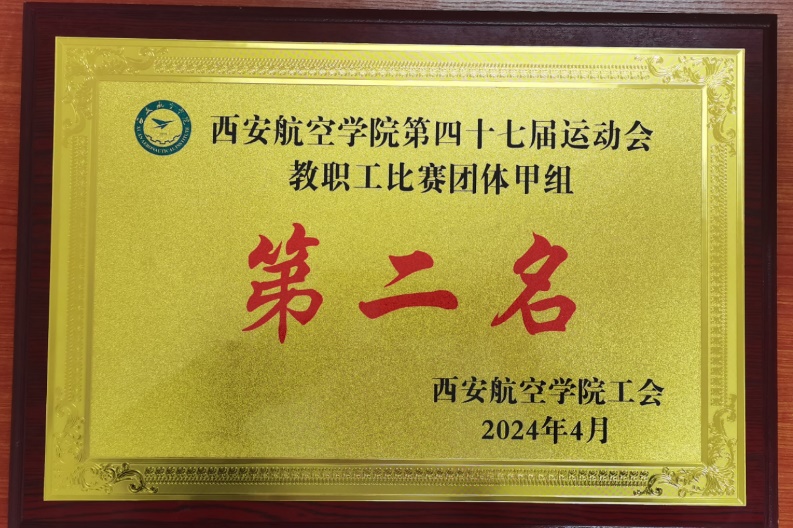 西安航空学院第四十七届运动会
教职工比赛团体甲组
第二名
西安航空学院工会
2024年4月